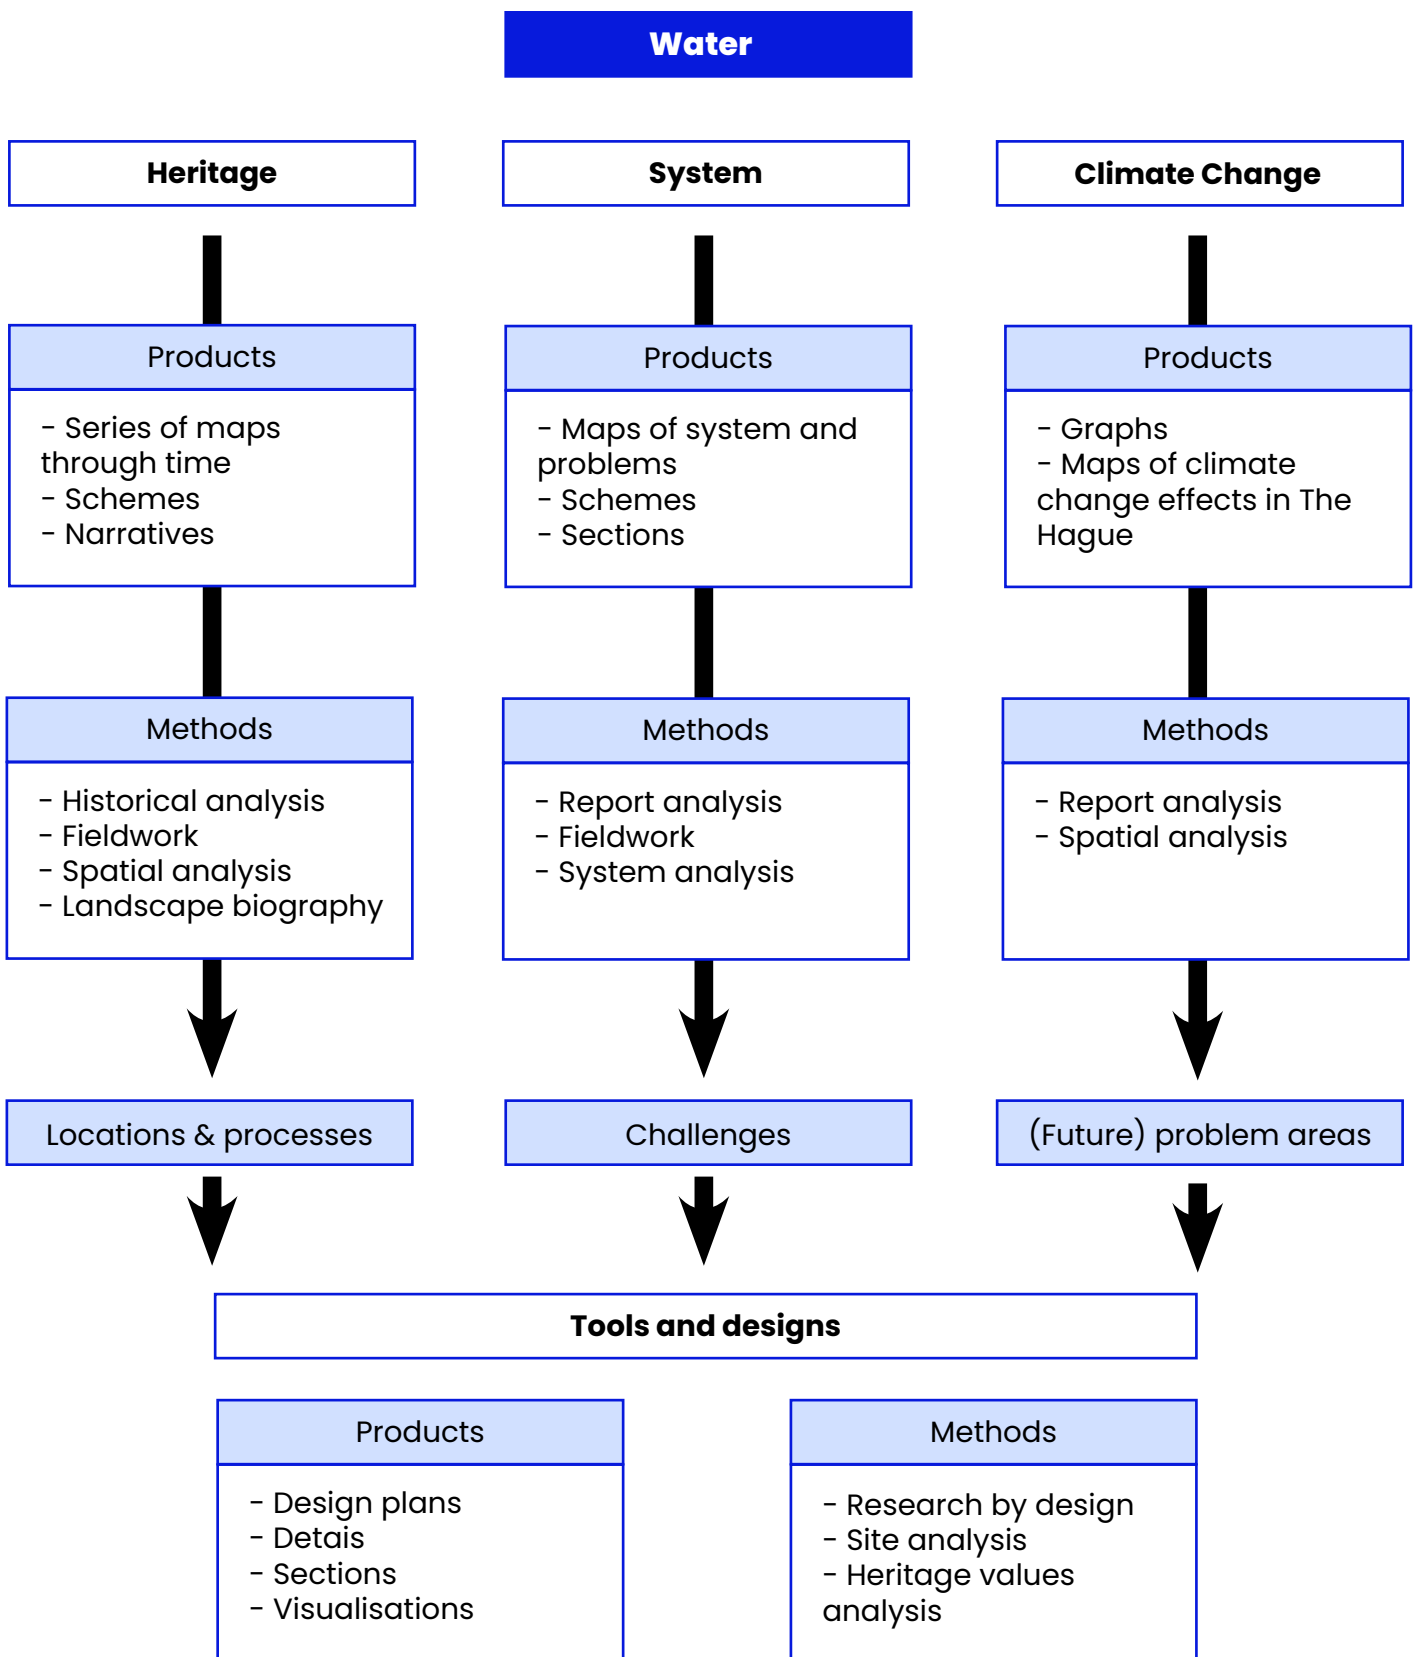 Water
Heritage
System
Climate Change
Products
- Series of maps
through time
- Schemes
- Narratives
Products
- Maps of system and
problems
- Schemes
- Sections
Products
- Graphs
- Maps of climate
change effects in The
Hague
Methods
- Historical analysis
- Fieldwork
- Spatial analysis
- Landscape biography
Methods
- Report analysis
- Fieldwork
- System analysis
Methods
- Report analysis
- Spatial analysis
Locations & processes
Challenges
(Future) problem areas
Tools and designs
Products
- Design plans
- Detais
- Sections
- Visualisations
Methods
- Research by design
- Site analysis
- Heritage values
analysis